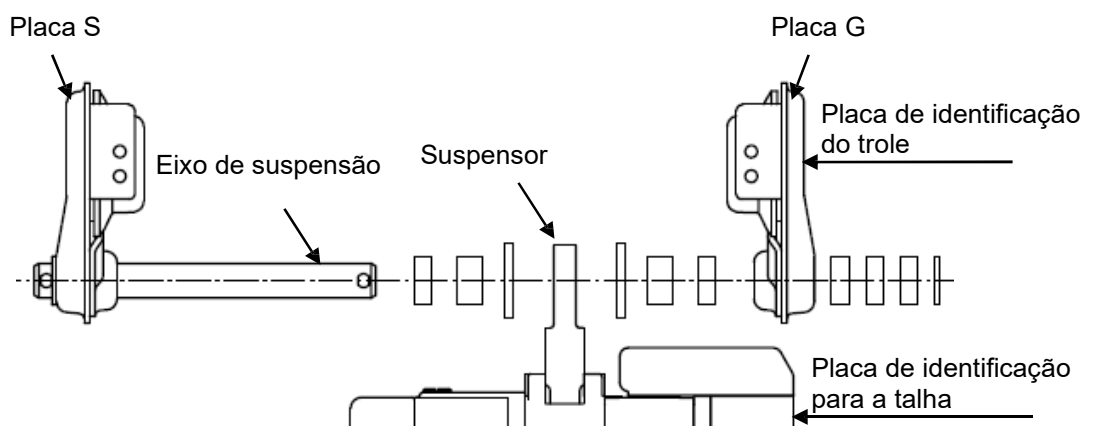 Placa S
Placa G
Placa de identificação
do trole
Eixo de suspensão
Suspensor
Placa de identificação
para a talha